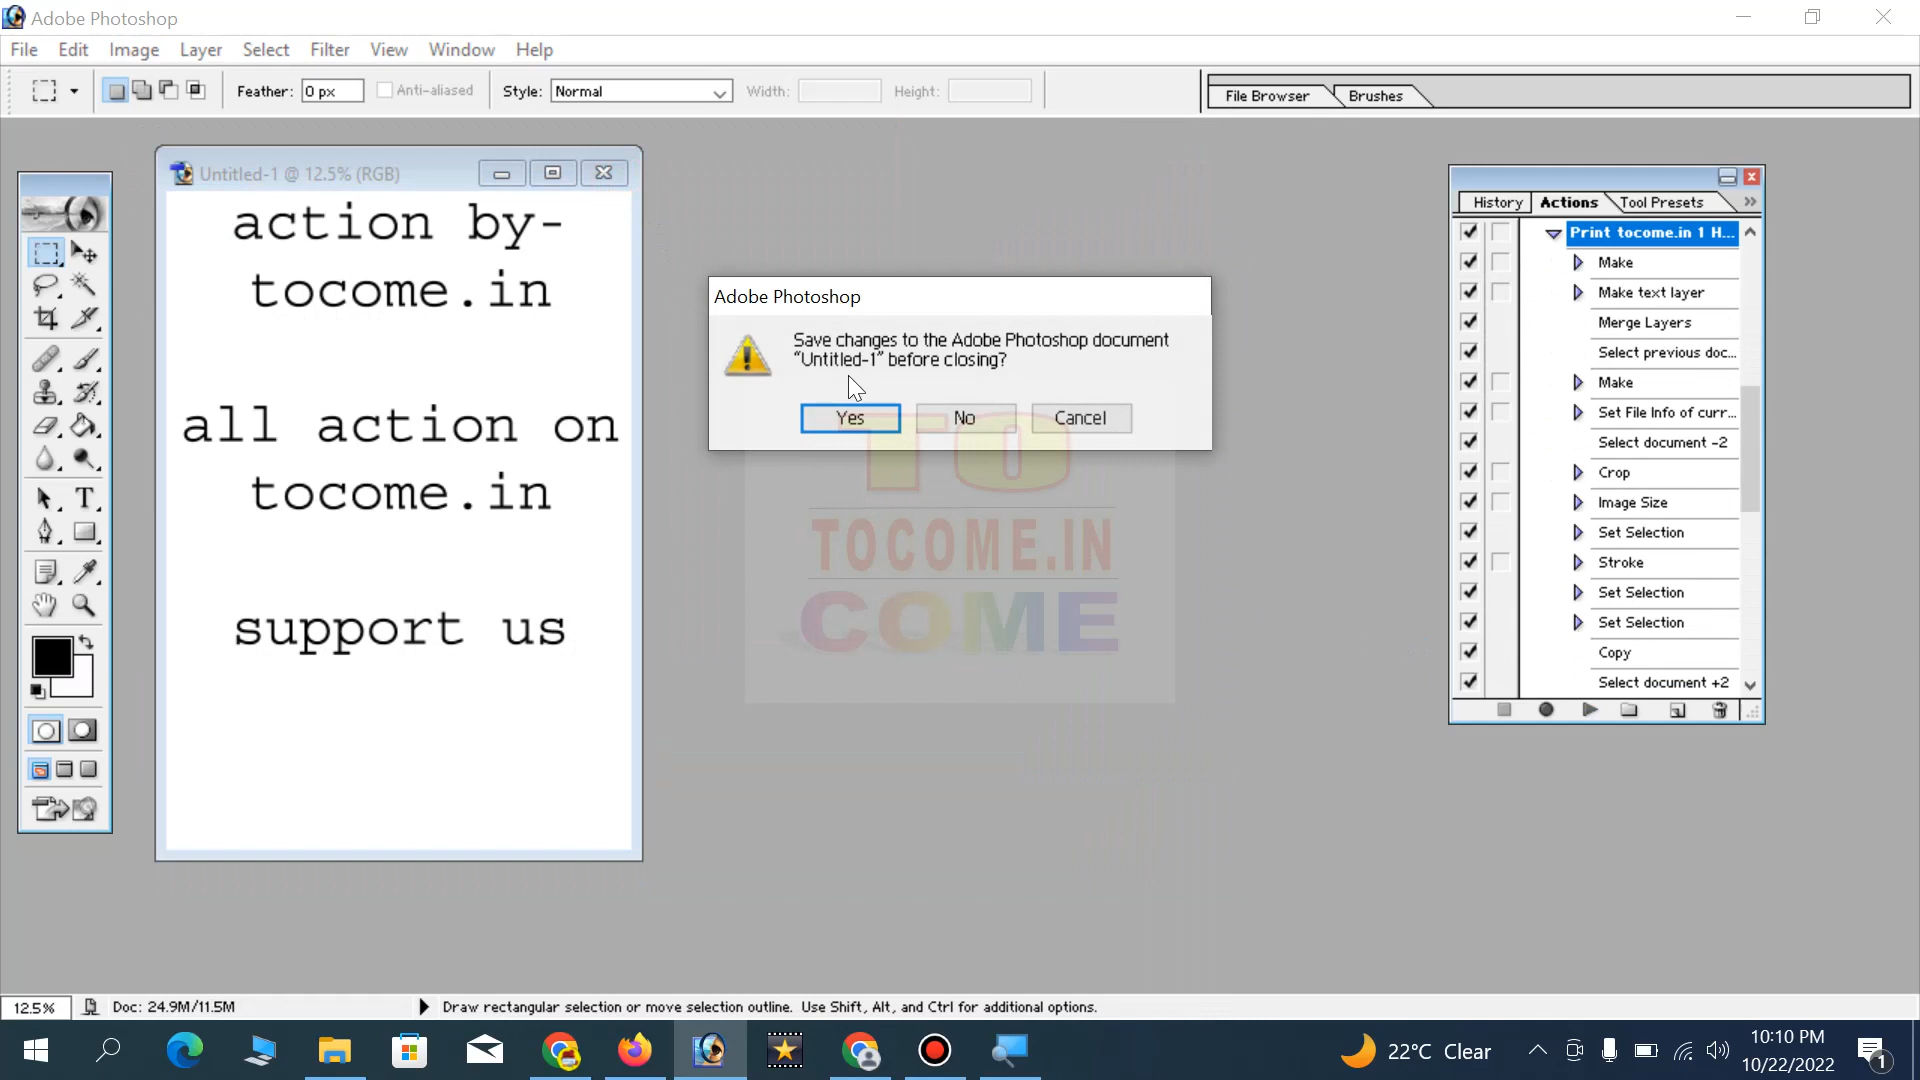 Adobe Photoshop
File Edit Image Layer Select Filter View Window Help
Feather: 0 px Anti-aliased Style: Normal Width: Height: File Browser Brushes
Untitled-1 @ 12.5% (RGB)
action by-
tocome.in
all action on
tocome.in
support us
Adobe Photoshop
Save changes to the Adobe Photoshop document
“Untitled-1” before closing?
Yes No Cancel
TO
TOCOME.IN
COME
History Actions Tool Presets
Print tocome.in 1 H...
Make
Make text layer
Merge Layers
Select previous doc...
Make
Set File Info of curr...
Select document -2
Crop
Image Size
Set Selection
Stroke
Set Selection
Set Selection
Copy
Select document +2
T
12.5% Doc: 24.9M/11.5M Draw rectangular selection or move selection outline. Use Shift, Alt, and Ctrl for additional options.
22°C Clear
10:10 PM
10/22/2022
1